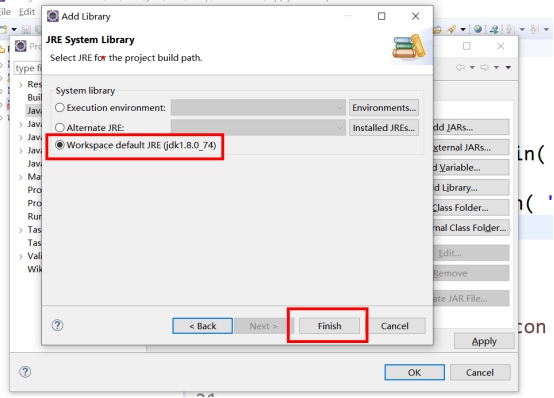 ile Edit
Add Library
JRE System Library
Select JRE for the project build path.
System library
Execution environment:
Environments...
Alternate JRE:
Installed JREs...
Workspace default JRE (jdk1.8.0_74)
< Back
Next >
Finish
Cancel
Pro
type fi
Res
Buil
Java
Java
Java
Java
Java
Ma
Pro
Pro
Run
Tas
Tas
Vali
Wik
dd JARs...
xternal JARs...
d Variable...
d Library...
Class Folder...
rnal Class Folder...
Edit...
Remove
ate JAR File...
Apply
OK
Cancel
in(
n( "
con
21